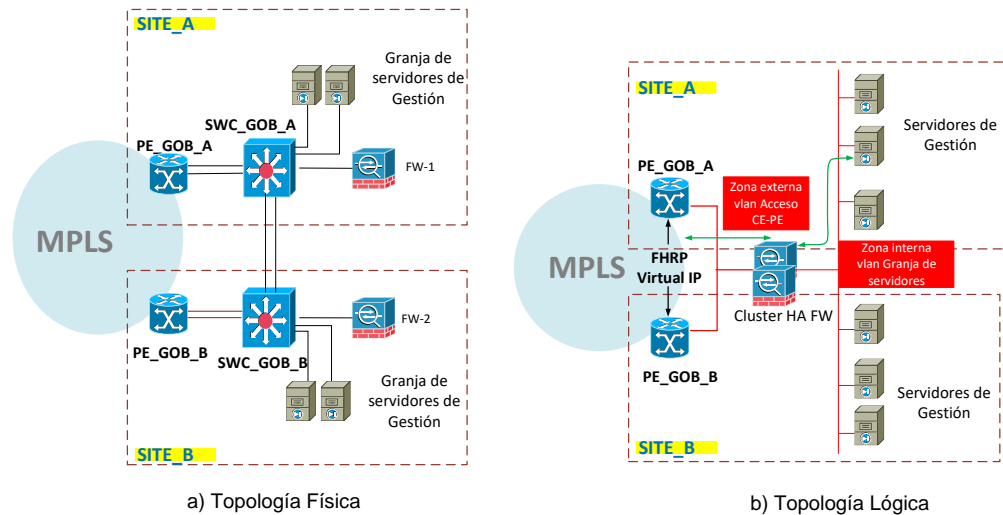 SITE_A
Granja de
servidores de
Gestión
SWC_GOB_A
PE_GOB_A
FW-1
MPLS
PE_GOB_B
SWC_GOB_B
FW-2
Granja de
servidores de
Gestión
SITE_B
a) Topología Física
SITE_A
Servidores de
Gestión
PE_GOB_A
Zona externa
vlan Acceso
CE-PE
MPLS
FHRP
Virtual IP
Zona interna
vlan Granja de
servidores
Cluster HA FW
PE_GOB_B
Servidores de
Gestión
SITE_B
b) Topología Lógica